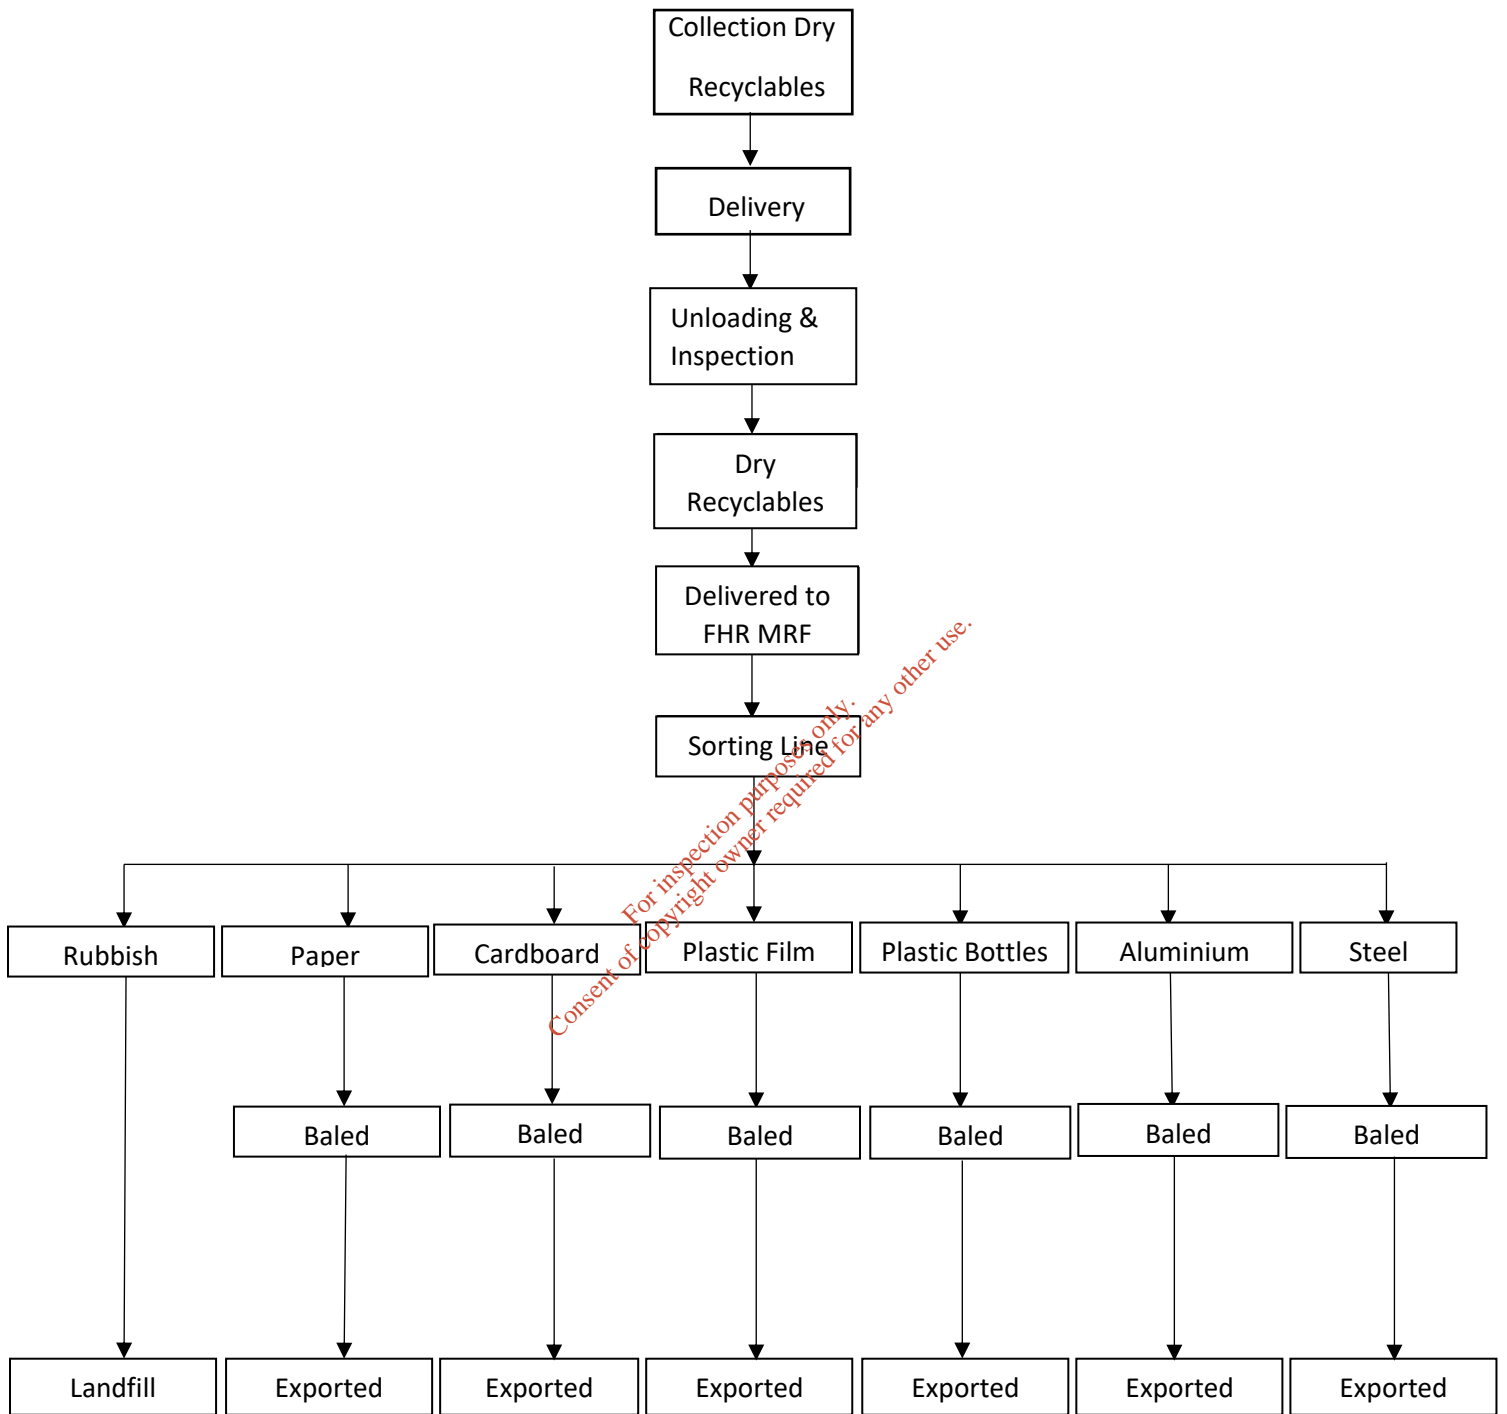 Collection Dry
Recyclables
Delivery
Unloading &
Inspection
Dry
Recyclables
Delivered to
FHR MRF
Sorting Line
For inspection purposes only.
Consent of copyright owner required for any other use.
Rubbish
Paper
Cardboard
Plastic Film
Plastic Bottles
Aluminium
Steel
Baled
Baled
Baled
Baled
Baled
Baled
Landfill
Exported
Exported
Exported
Exported
Exported
Exported